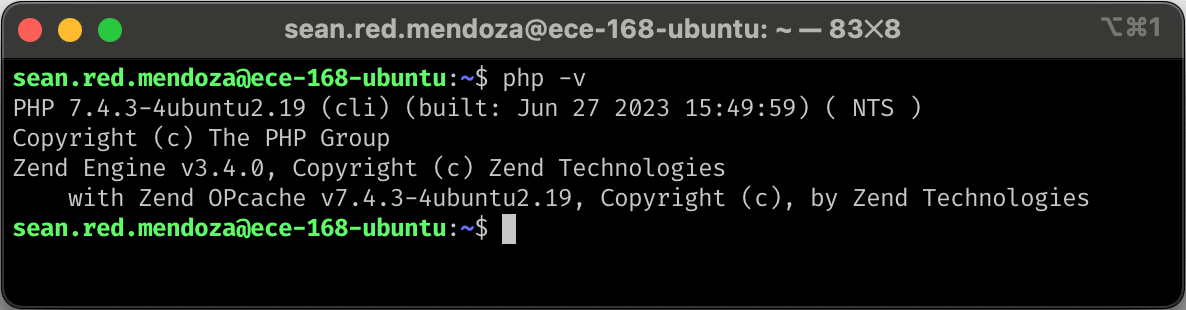 sean.red.mendoza@ece-168-ubuntu: ~ — 83×8
⌥⌘1
sean.red.mendoza@ece-168-ubuntu:~$ php -v
PHP 7.4.3-4ubuntu2.19 (cli) (built: Jun 27 2023 15:49:59) ( NTS )
Copyright (c) The PHP Group
Zend Engine v3.4.0, Copyright (c) Zend Technologies
    with Zend OPcache v7.4.3-4ubuntu2.19, Copyright (c), by Zend Technologies
sean.red.mendoza@ece-168-ubuntu:~$